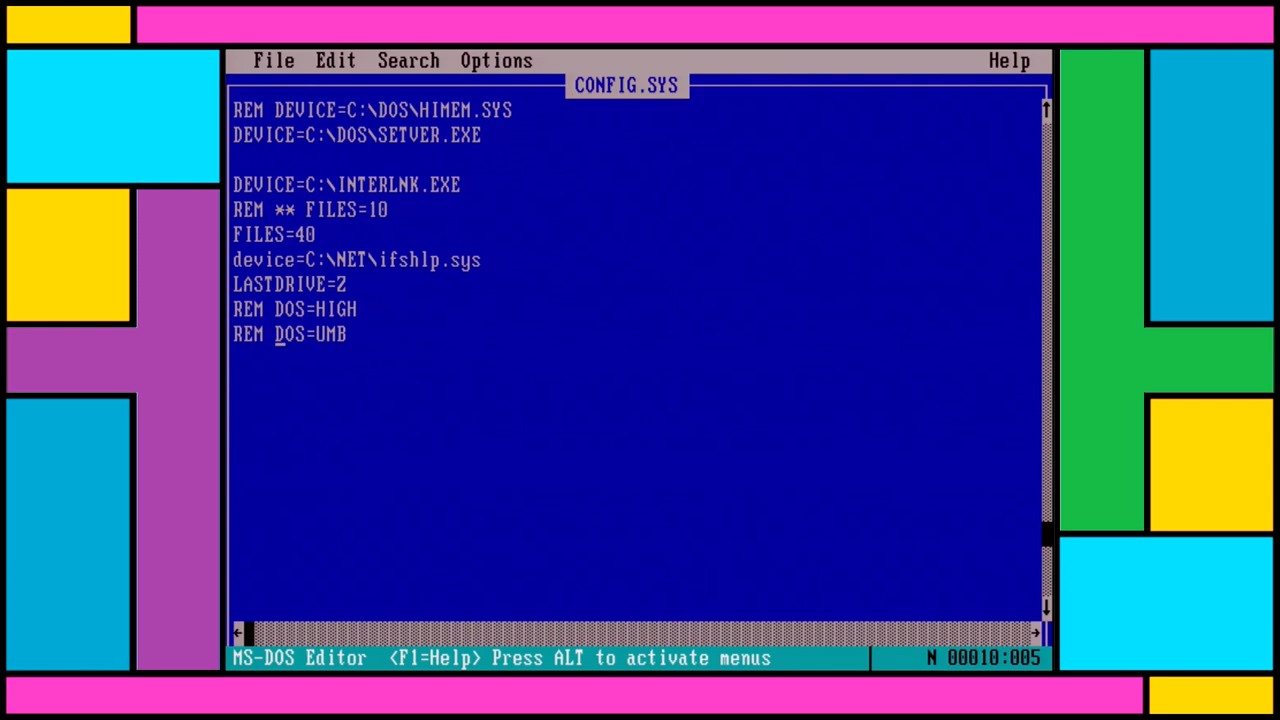 File Edit Search Options Help
CONFIG.SYS
REM DEVICE=C:\DOS\HIMEM.SYS
DEVICE=C:\DOS\SETVER.EXE
DEVICE=C:\INTERLNK.EXE
REM ** FILES=10
FILES=40
device=C:\NET\ifshlp.sys
LASTDRIVE=Z
REM DOS=HIGH
REM DOS=UMB
MS-DOS Editor <F1=Help> Press ALT to activate menus N 00010:005